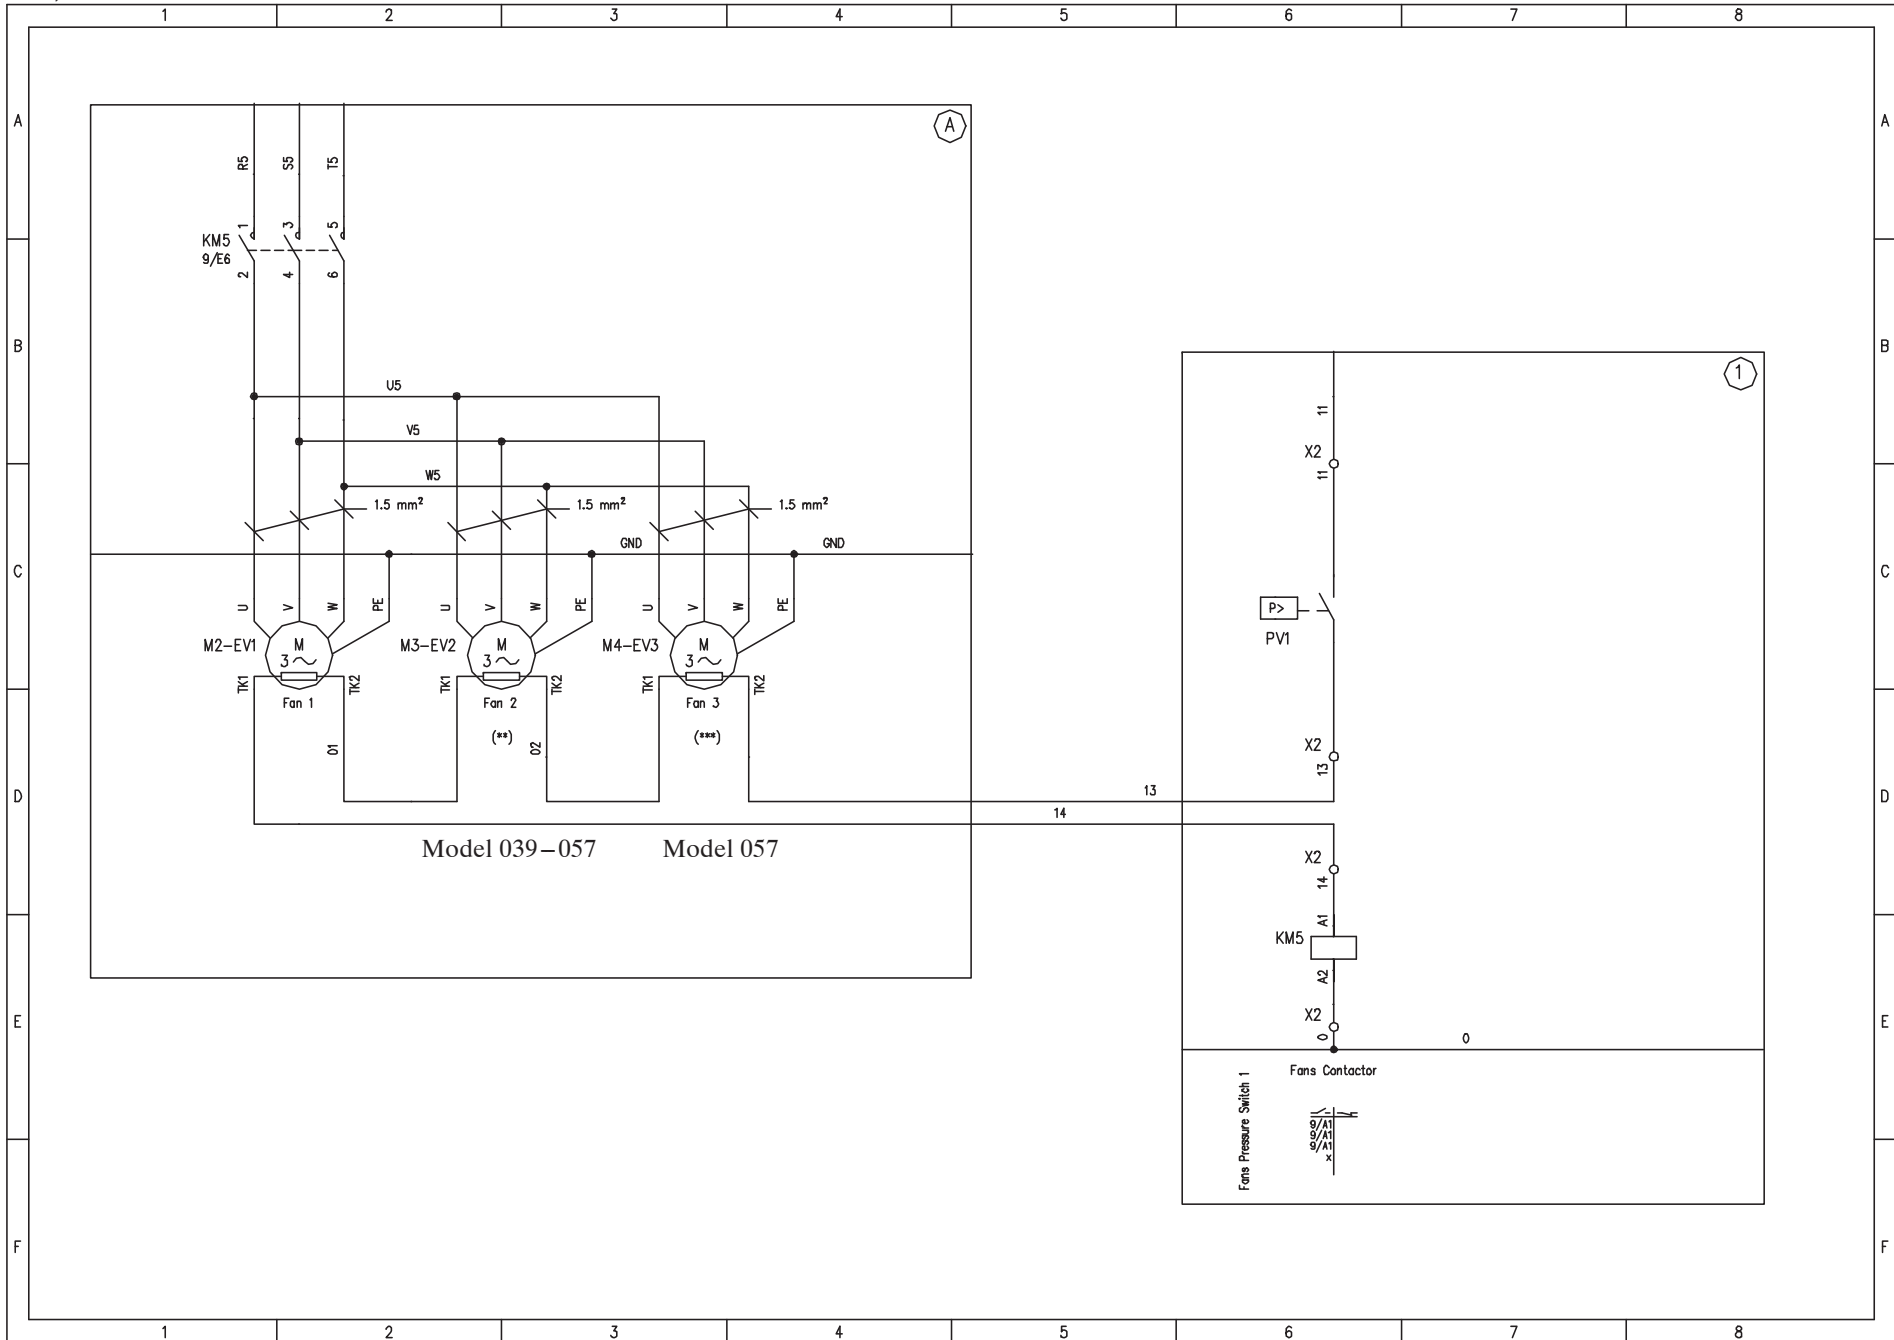 1 2 3 4 5 6 7 8
A A
A
R5 S5 T5
1 3 5
KM5
9/E6
2 4 6
B B
1
U5
V5
W5
1.5 mm² 1.5 mm² 1.5 mm²
GND GND
11
X2
11
C C
U V W PE U V W PE U V W PE
P>
PV1
M2-EV1 M M3-EV2 M M4-EV3 M
3 3 3
TK1 TK2 TK1 TK2 TK1 TK2
Fan 1 Fan 2 Fan 3
(**) (***)
01 02
X2
13
D D
13
14
Model 039–057 Model 057
X2
14
A1
KM5
A2
X2
0
E E
0
Fans Contactor
Fans Pressure Switch 1
9/A1
9/A1
9/A1
x
F F
1 2 3 4 5 6 7 8